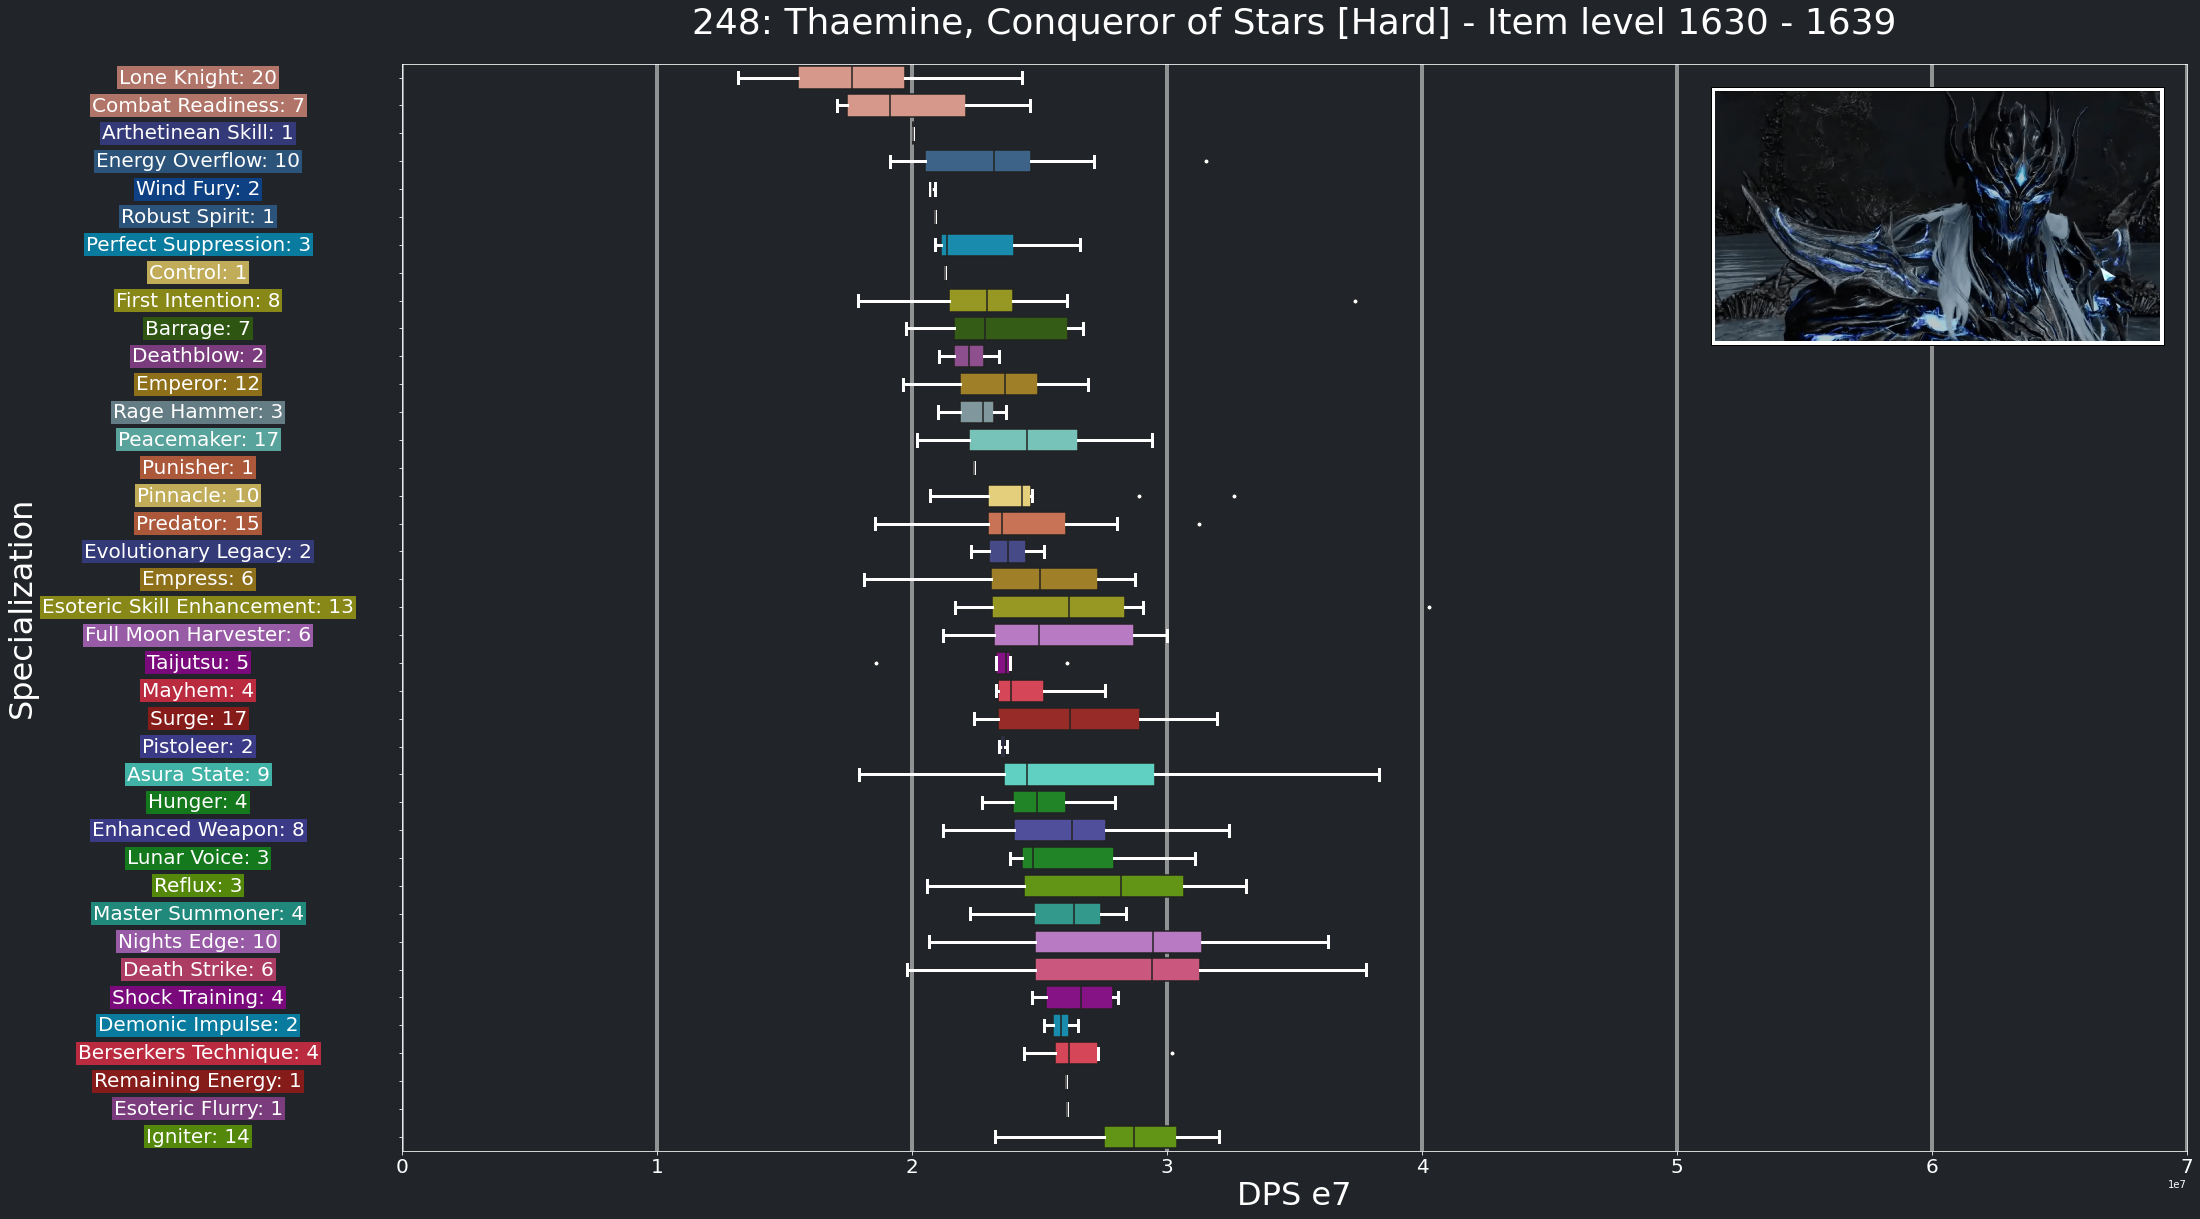 248: Thaemine, Conqueror of Stars [Hard] - Item level 1630 - 1639
Specialization
Lone Knight: 20
Combat Readiness: 7
Arthetinean Skill: 1
Energy Overflow: 10
Wind Fury: 2
Robust Spirit: 1
Perfect Suppression: 3
Control: 1
First Intention: 8
Barrage: 7
Deathblow: 2
Emperor: 12
Rage Hammer: 3
Peacemaker: 17
Punisher: 1
Pinnacle: 10
Predator: 15
Evolutionary Legacy: 2
Empress: 6
Esoteric Skill Enhancement: 13
Full Moon Harvester: 6
Taijutsu: 5
Mayhem: 4
Surge: 17
Pistoleer: 2
Asura State: 9
Hunger: 4
Enhanced Weapon: 8
Lunar Voice: 3
Reflux: 3
Master Summoner: 4
Nights Edge: 10
Death Strike: 6
Shock Training: 4
Demonic Impulse: 2
Berserkers Technique: 4
Remaining Energy: 1
Esoteric Flurry: 1
Igniter: 14
0 1 2 3 4 5 6 7
1e7
DPS e7